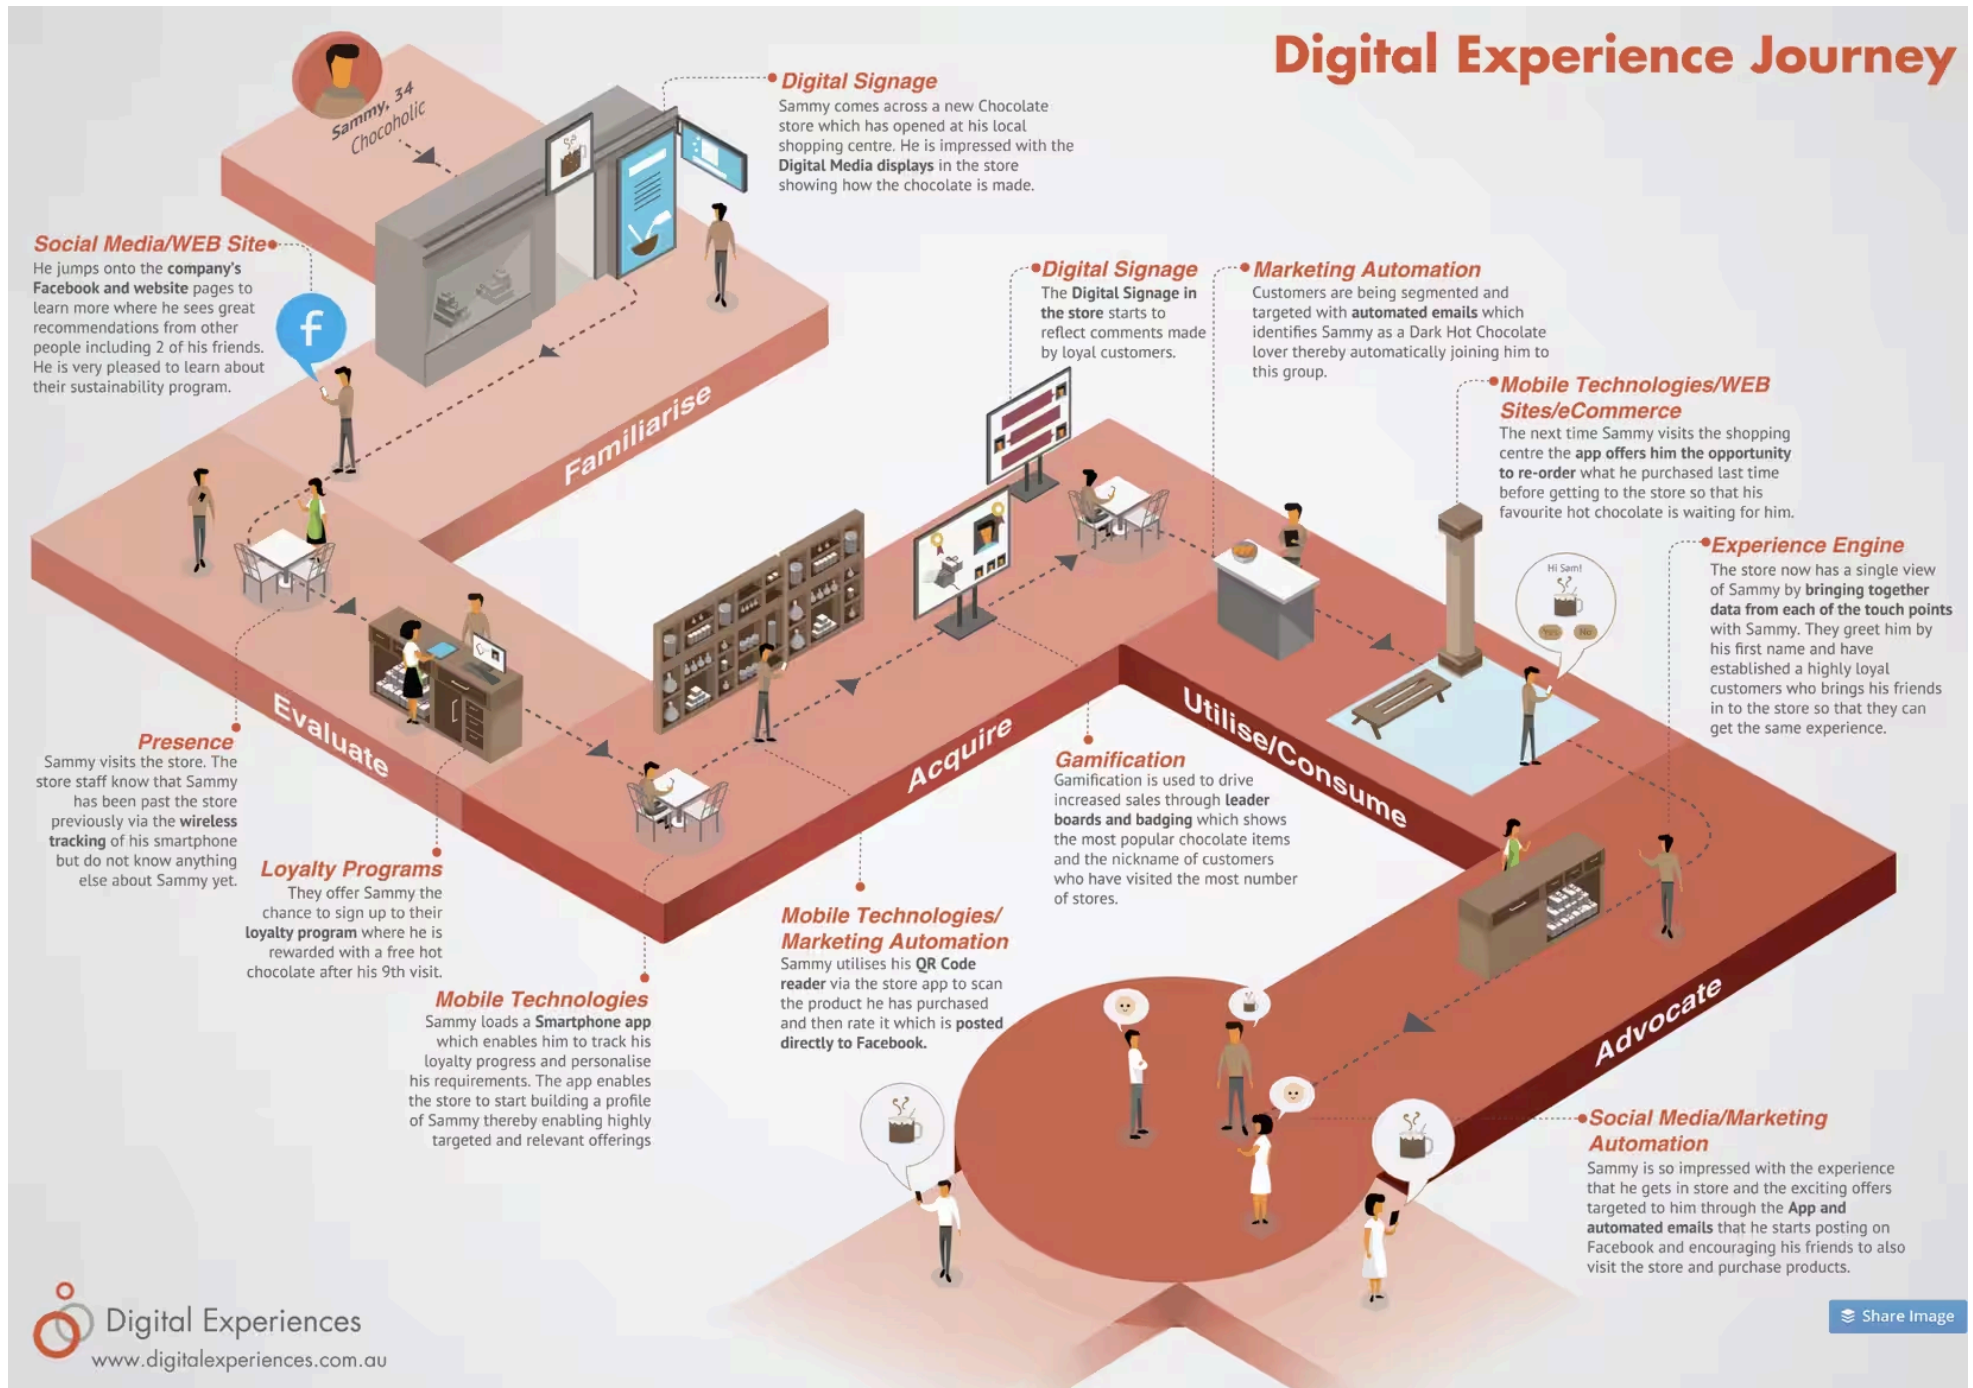 Digital Experience Journey
Sammy, 34
Chocoholic
Digital Signage
Sammy comes across a new Chocolate
store which has opened at his local
shopping centre. He is impressed with the
Digital Media displays in the store
showing how the chocolate is made.
Social Media/WEB Site
He jumps onto the company's
Facebook and website pages to
learn more where he sees great
recommendations from other
people including 2 of his friends.
He is very pleased to learn about
their sustainability program.
f
Familiarise
Presence
Sammy visits the store. The
store staff know that Sammy
has been past the store
previously via the wireless
tracking of his smartphone
but do not know anything
else about Sammy yet.
Evaluate
Loyalty Programs
They offer Sammy the
chance to sign up to their
loyalty program where he is
rewarded with a free hot
chocolate after his 9th visit.
Mobile Technologies
Sammy loads a Smartphone app
which enables him to track his
loyalty progress and personalise
his requirements. The app enables
the store to start building a profile
of Sammy thereby enabling highly
targeted and relevant offerings
Mobile Technologies/
Marketing Automation
Sammy utilises his QR Code
reader via the store app to scan
the product he has purchased
and then rate it which is posted
directly to Facebook.
Acquire
Gamification
Gamification is used to drive
increased sales through leader
boards and badging which shows
the most popular chocolate items
and the nickname of customers
who have visited the most number
of stores.
Digital Signage
The Digital Signage in
the store starts to
reflect comments made
by loyal customers.
Marketing Automation
Customers are being segmented and
targeted with automated emails which
identifies Sammy as a Dark Hot Chocolate
lover thereby automatically joining him to
this group.
Utilise/Consume
Mobile Technologies/WEB
Sites/eCommerce
The next time Sammy visits the shopping
centre the app offers him the opportunity
to re-order what he purchased last time
before getting to the store so that his
favourite hot chocolate is waiting for him.
Hi Sam!
Yes No
Experience Engine
The store now has a single view
of Sammy by bringing together
data from each of the touch points
with Sammy. They greet him by
his first name and have
established a highly loyal
customers who brings his friends
in to the store so that they can
get the same experience.
Advocate
Social Media/Marketing
Automation
Sammy is so impressed with the experience
that he gets in store and the exciting offers
targeted to him through the App and
automated emails that he starts posting on
Facebook and encouraging his friends to also
visit the store and purchase products.
Digital Experiences
www.digitalexperiences.com.au
Share Image